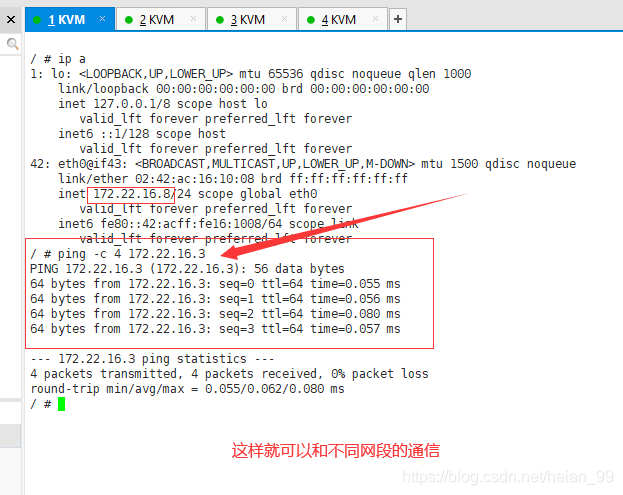 1 KVM × 2 KVM × 3 KVM × 4 KVM × +
/ # ip a
1: lo: <LOOPBACK,UP,LOWER_UP> mtu 65536 qdisc noqueue qlen 1000
link/loopback 00:00:00:00:00:00 brd 00:00:00:00:00:00
inet 127.0.0.1/8 scope host lo
valid_lft forever preferred_lft forever
inet6 ::1/128 scope host
valid_lft forever preferred_lft forever
42: eth0@if43: <BROADCAST,MULTICAST,UP,LOWER_UP,M-DOWN> mtu 1500 qdisc noqueue
link/ether 02:42:ac:16:10:08 brd ff:ff:ff:ff:ff:ff
inet 172.22.16.8/24 scope global eth0
valid_lft forever preferred_lft forever
inet6 fe80::42:acff:fe16:1008/64 scope link
valid_lft forever preferred_lft forever
/ # ping -c 4 172.22.16.3
PING 172.22.16.3 (172.22.16.3): 56 data bytes
64 bytes from 172.22.16.3: seq=0 ttl=64 time=0.055 ms
64 bytes from 172.22.16.3: seq=1 ttl=64 time=0.056 ms
64 bytes from 172.22.16.3: seq=2 ttl=64 time=0.080 ms
64 bytes from 172.22.16.3: seq=3 ttl=64 time=0.057 ms
--- 172.22.16.3 ping statistics ---
4 packets transmitted, 4 packets received, 0% packet loss
round-trip min/avg/max = 0.055/0.062/0.080 ms
/ #
这样就可以和不同网段的通信
https://blog.csdn.net/heian_99